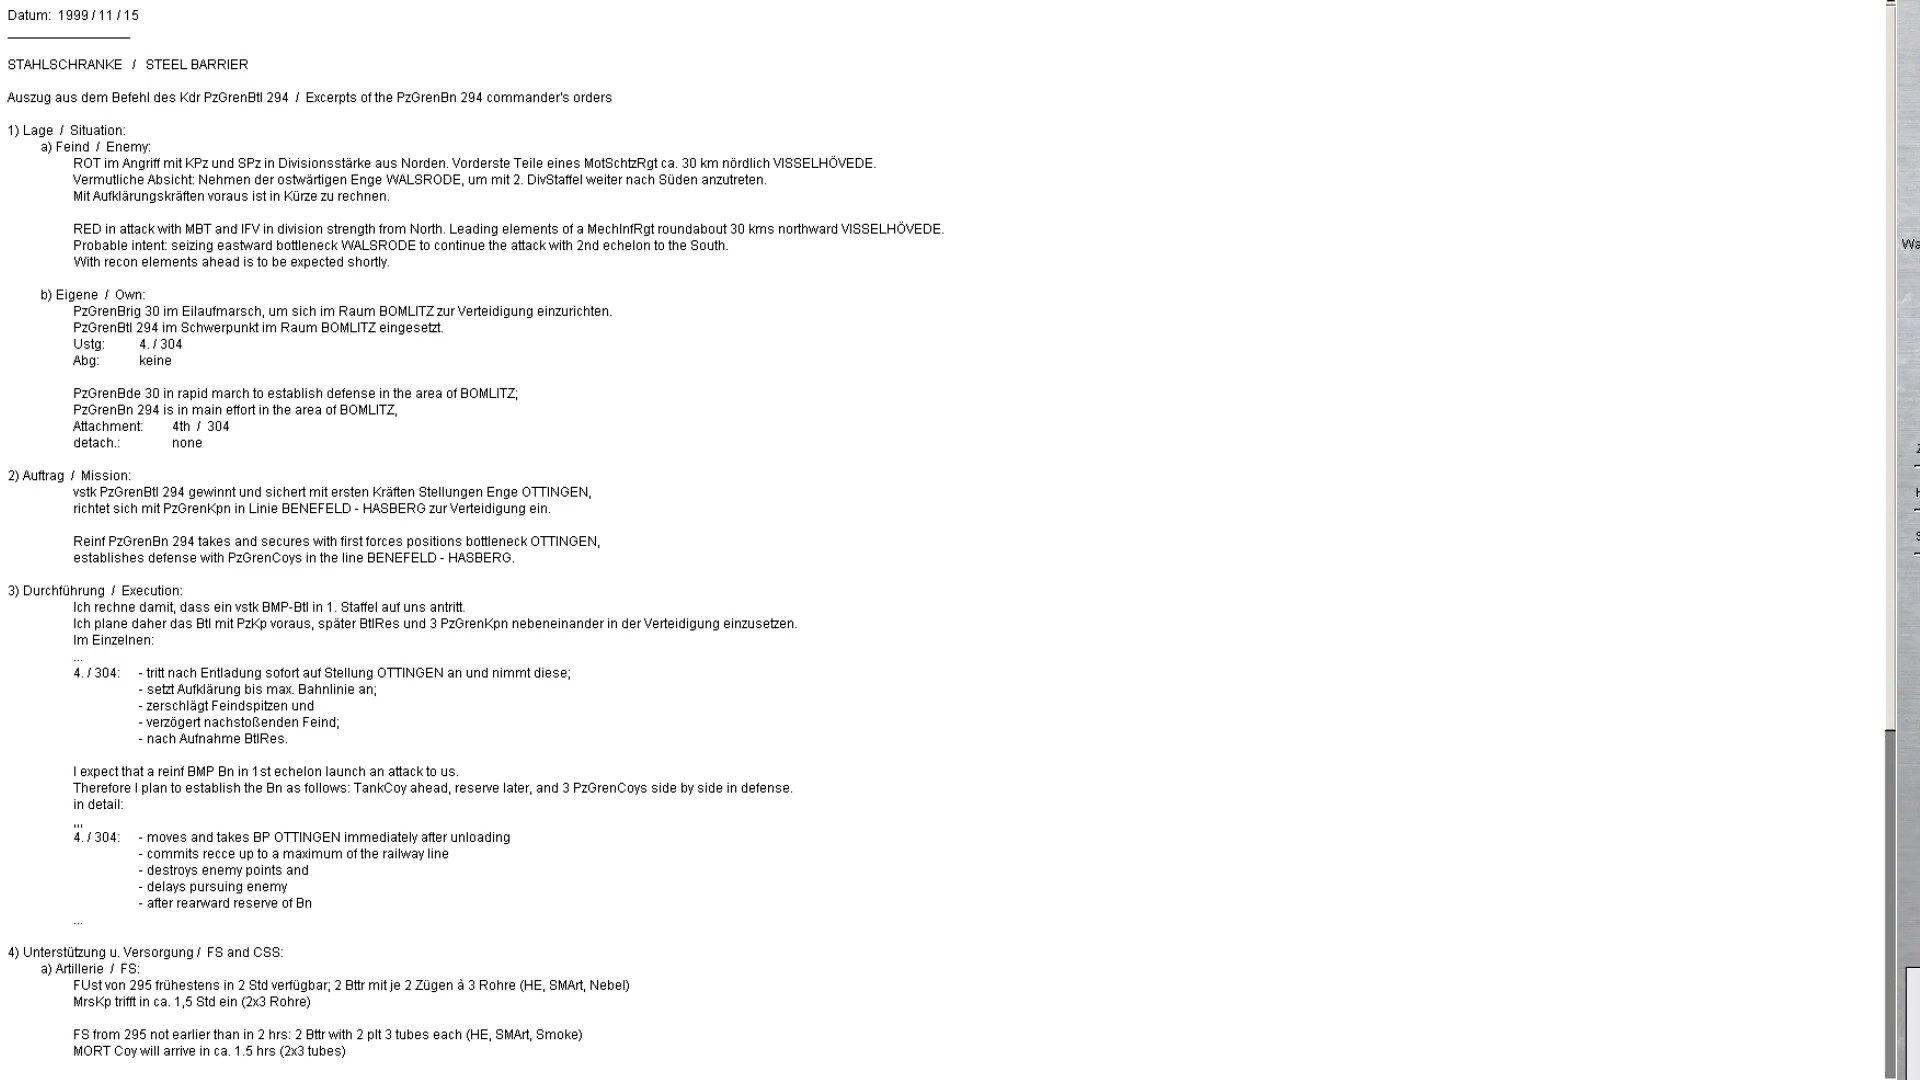 Datum: 1999 / 11 / 15
STAHLSCHRANKE / STEEL BARRIER
Auszug aus dem Befehl des Kdr PzGrenBtl 294 / Excerpts of the PzGrenBn 294 commander's orders
1) Lage / Situation:
a) Feind / Enemy:
ROT im Angriff mit KPz und SPz in Divisionsstärke aus Norden. Vorderste Teile eines MotSchtzRgt ca. 30 km nördlich VISSELHÖVEDE.
Vermutliche Absicht: Nehmen der ostwärtigen Enge WALSRODE, um mit 2. DivStaffel weiter nach Süden anzutreten.
Mit Aufklärungskräften voraus ist in Kürze zu rechnen.
RED in attack with MBT and IFV in division strength from North. Leading elements of a MechInfRgt roundabout 30 kms northward VISSELHÖVEDE.
Probable intent: seizing eastward bottleneck WALSRODE to continue the attack with 2nd echelon to the South.
With recon elements ahead is to be expected shortly.
b) Eigene / Own:
PzGrenBrig 30 im Eilaufmarsch, um sich im Raum BOMLITZ zur Verteidigung einzurichten.
PzGrenBtl 294 im Schwerpunkt im Raum BOMLITZ eingesetzt.
Ustg: 4. / 304
Abg: keine
PzGrenBde 30 in rapid march to establish defense in the area of BOMLITZ;
PzGrenBn 294 is in main effort in the area of BOMLITZ,
Attachment: 4th / 304
detach.: none
2) Auftrag / Mission:
vstk PzGrenBtl 294 gewinnt und sichert mit ersten Kräften Stellungen Enge OTTINGEN,
richtet sich mit PzGrenKpn in Linie BENEFELD - HASBERG zur Verteidigung ein.
Reinf PzGrenBn 294 takes and secures with first forces positions bottleneck OTTINGEN,
establishes defense with PzGrenCoys in the line BENEFELD - HASBERG.
3) Durchführung / Execution:
Ich rechne damit, dass ein vstk BMP-Btl in 1. Staffel auf uns antritt.
Ich plane daher das Btl mit PzKp voraus, später BtlRes und 3 PzGrenKpn nebeneinander in der Verteidigung einzusetzen.
Im Einzelnen:
...
4. / 304: - tritt nach Entladung sofort auf Stellung OTTINGEN an und nimmt diese;
- setzt Aufklärung bis max. Bahnlinie an;
- zerschlägt Feindspitzen und
- verzögert nachstoßenden Feind;
- nach Aufnahme BtlRes.
I expect that a reinf BMP Bn in 1st echelon launch an attack to us.
Therefore I plan to establish the Bn as follows: TankCoy ahead, reserve later, and 3 PzGrenCoys side by side in defense.
in detail:
,,,
4. / 304: - moves and takes BP OTTINGEN immediately after unloading
- commits recce up to a maximum of the railway line
- destroys enemy points and
- delays pursuing enemy
- after rearward reserve of Bn
...
4) Unterstützung u. Versorgung / FS and CSS:
a) Artillerie / FS:
FUst von 295 frühestens in 2 Std verfügbar; 2 Bttr mit je 2 Zügen à 3 Rohre (HE, SMArt, Nebel)
MrsKp trifft in ca. 1,5 Std ein (2x3 Rohre)
FS from 295 not earlier than in 2 hrs: 2 Bttr with 2 plt 3 tubes each (HE, SMArt, Smoke)
MORT Coy will arrive in ca. 1.5 hrs (2x3 tubes)